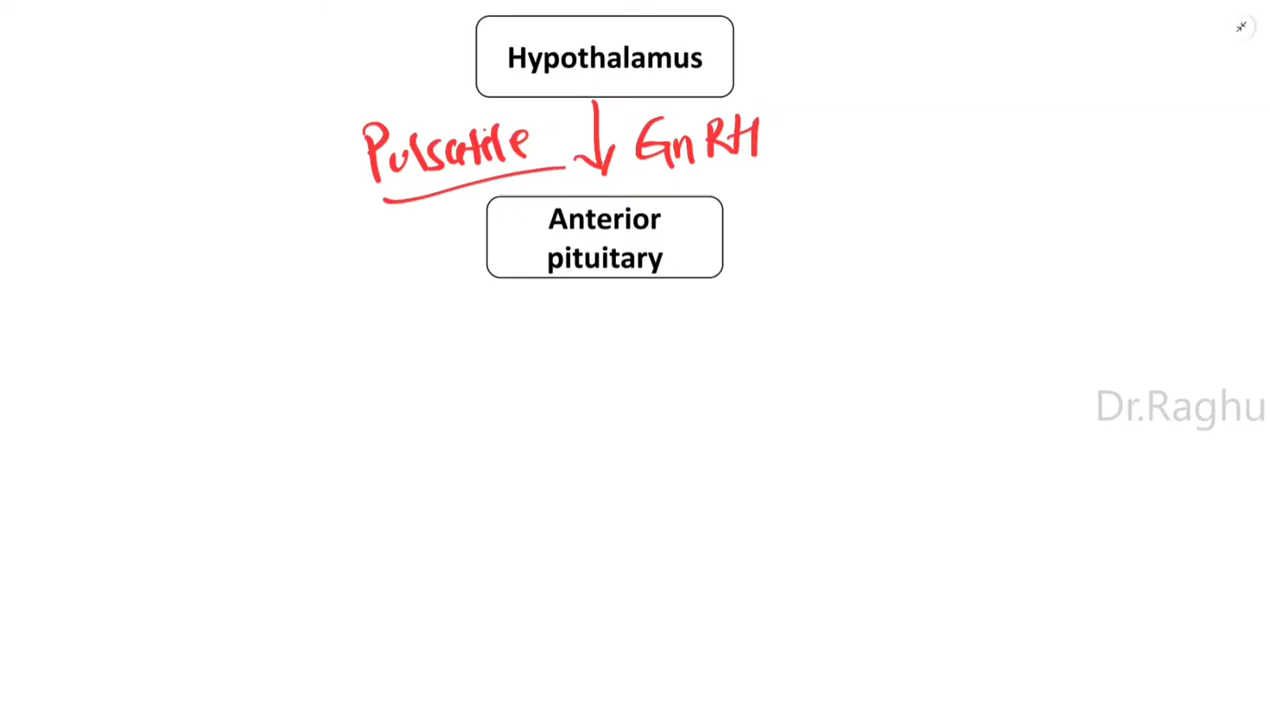 Hypothalamus
Pulsatile GnRH
Anterior
pituitary
Dr.Raghu